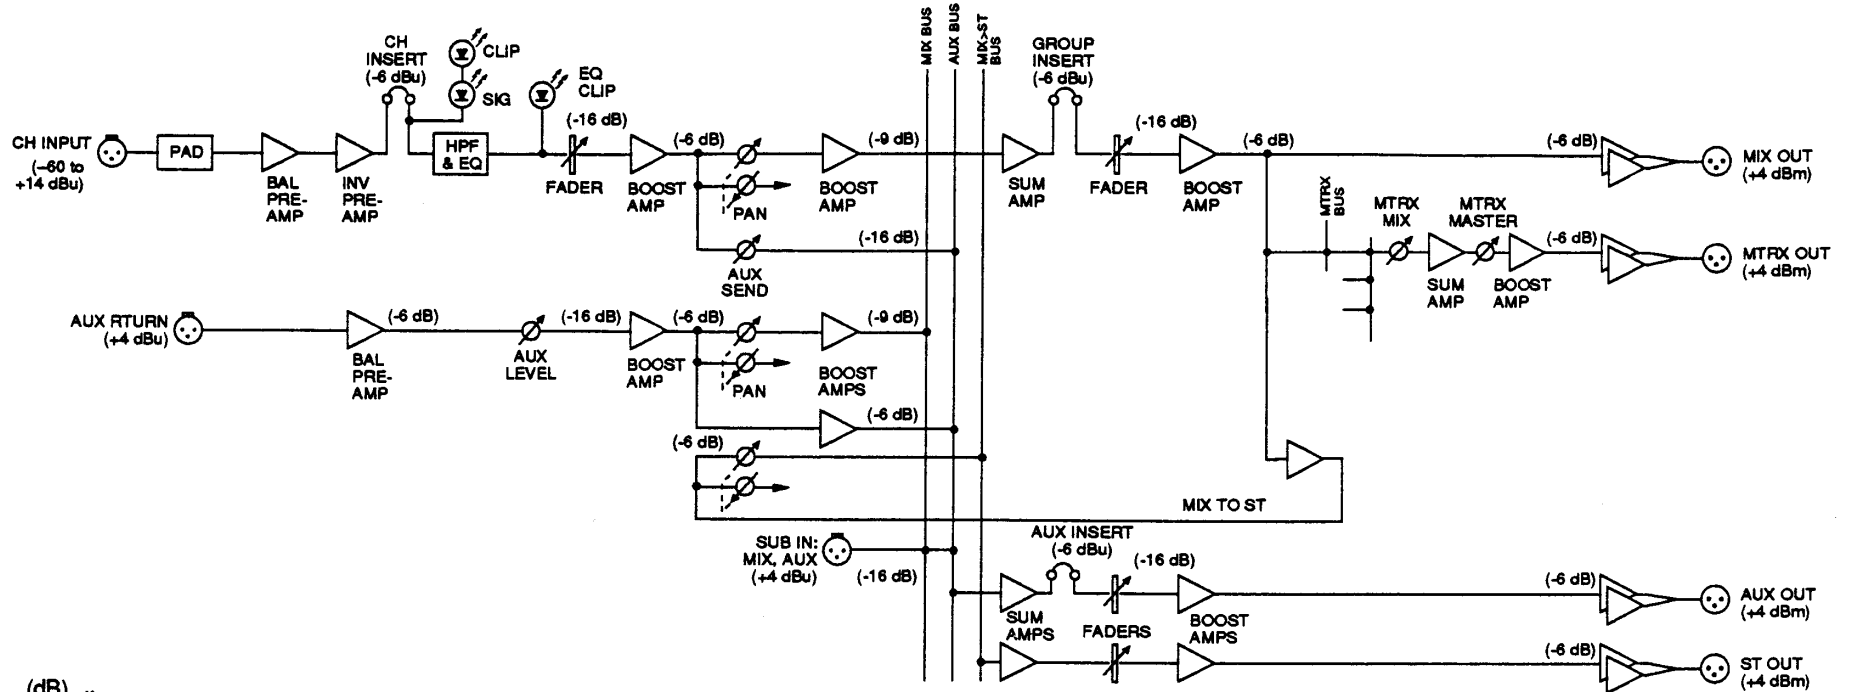 MIX BUS
AUX BUS
MIX>ST
BUS
CH
INSERT
(-6 dBu)
CLIP
SIG
EQ
CLIP
GROUP
INSERT
(-6 dBu)
CH INPUT
(–60 to
+14 dBu)
PAD
BAL
PRE-
AMP
INV
PRE-
AMP
HPF
& EQ
(-16 dB)
FADER
BOOST
AMP
(-6 dB)
PAN
BOOST
AMP
(-9 dB)
SUM
AMP
FADER
(-16 dB)
BOOST
AMP
(-6 dB)
(-6 dB)
MIX OUT
(+4 dBm)
AUX
SEND
(-16 dB)
MTRX
BUS
MTRX
MIX
SUM
AMP
MTRX
MASTER
BOOST
AMP
(-6 dB)
MTRX OUT
(+4 dBm)
AUX RTURN
(+4 dBu)
BAL
PRE-
AMP
(-6 dB)
AUX
LEVEL
(-16 dB)
BOOST
AMP
(-6 dB)
PAN
BOOST
AMPS
(-9 dB)
(-6 dB)
(-6 dB)
MIX TO ST
SUB IN:
MIX, AUX
(+4 dBu)
(-16 dB)
AUX INSERT
(-6 dBu)
(-16 dB)
SUM
AMPS
FADERS
BOOST
AMPS
(-6 dB)
AUX OUT
(+4 dBm)
(-6 dB)
ST OUT
(+4 dBm)
(dB)